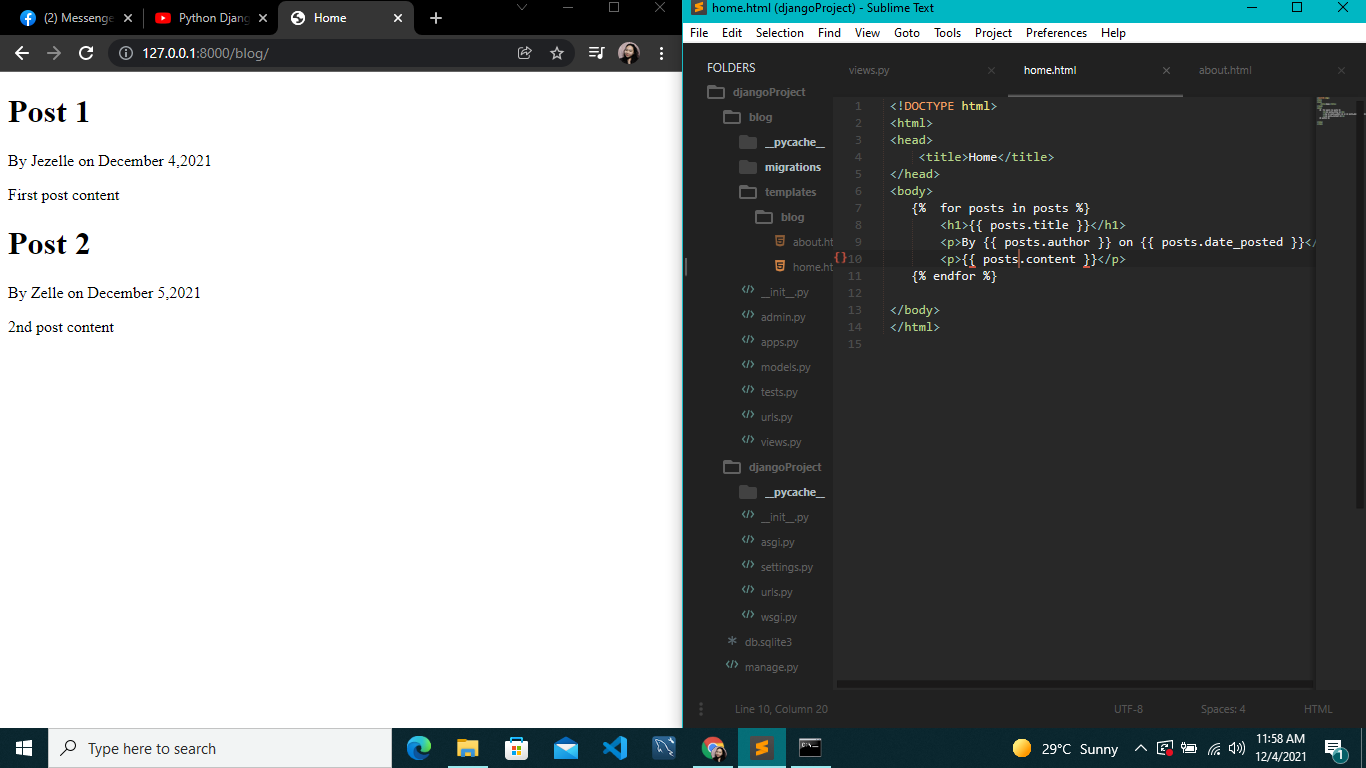 (2) Messenge
Python Djang
Home
127.0.0.1:8000/blog/
Post 1
By Jezelle on December 4,2021
First post content
Post 2
By Zelle on December 5,2021
2nd post content
home.html (djangoProject) - Sublime Text
File Edit Selection Find View Goto Tools Project Preferences Help
FOLDERS
djangoProject
blog
__pycache__
migrations
templates
blog
about.ht
home.ht
__init__.py
admin.py
apps.py
models.py
tests.py
urls.py
views.py
djangoProject
__pycache__
__init__.py
asgi.py
settings.py
urls.py
wsgi.py
db.sqlite3
manage.py
views.py home.html about.html
1 <!DOCTYPE html>
2 <html>
3 <head>
4 <title>Home</title>
5 </head>
6 <body>
7 {%  for posts in posts %}
8 <h1>{{ posts.title }}</h1>
9 <p>By {{ posts.author }} on {{ posts.date_posted }}</
{}10 <p>{{ posts.content }}</p>
11 {% endfor %}
12
13 </body>
14 </html>
15
Line 10, Column 20 UTF-8 Spaces: 4 HTML
Type here to search
29°C Sunny
11:58 AM
12/4/2021
1